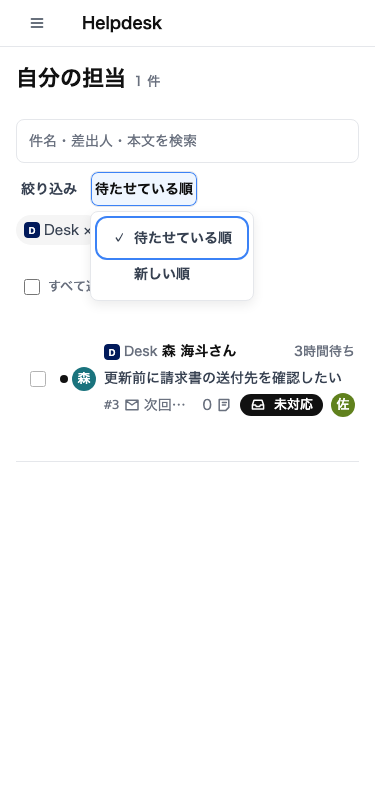 Helpdesk
自分の担当 1 件
件名・差出人・本文を検索
絞り込み 待たせている順
D Desk ×
✓ 待たせている順
新しい順
すべて
D Desk 森 海斗さん 3時間待ち
森 更新前に請求書の送付先を確認したい
#3 次回… 0 未対応 佐